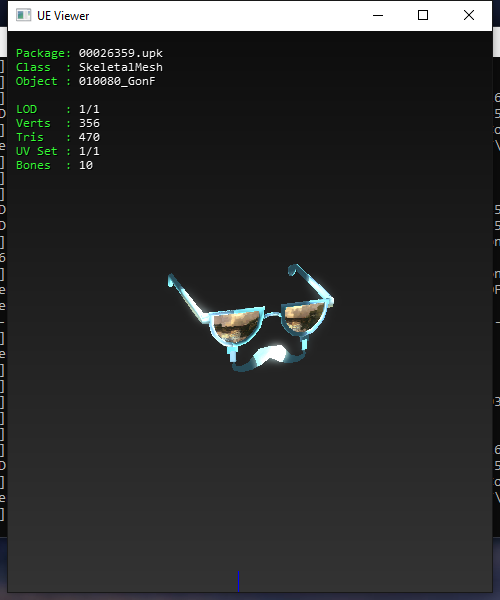 UE Viewer
Package: 00026359.upk
Class : SkeletalMesh
Object : 010080_GonF
LOD : 1/1
Verts : 356
Tris : 470
UV Set : 1/1
Bones : 10